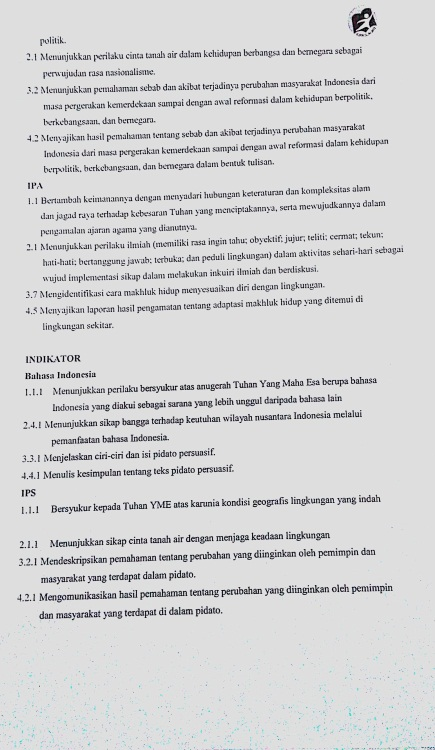 politik.
2.1 Menunjukkan perilaku cinta tanah air dalam kehidupan berbangsa dan bernegara sebagai
perwujudan rasa nasionalisme.
3.2 Menunjukkan pemahaman sebab dan akibat terjadinya perubahan masyarakat Indonesia dari
masa pergerakan kemerdekaan sampai dengan awal reformasi dalam kehidupan berpolitik,
berkebangsaan, dan bernegara.
4.2 Menyajikan hasil pemahaman tentang sebab dan akibat terjadinya perubahan masyarakat
Indonesia dari masa pergerakan kemerdekaan sampai dengan awal reformasi dalam kehidupan
berpolitik, berkebangsaan, dan bernegara dalam bentuk tulisan.
IPA
1.1 Bertambah keimanannya dengan menyadari hubungan keteraturan dan kompleksitas alam
dan jagad raya terhadap kebesaran Tuhan yang menciptakannya, serta mewujudkannya dalam
pengamalan ajaran agama yang dianutnya.
2.1 Menunjukkan perilaku ilmiah (memiliki rasa ingin tahu; obyektif; jujur; teliti; cermat; tekun;
hati-hati; bertanggung jawab; terbuka; dan peduli lingkungan) dalam aktivitas sehari-hari sebagai
wujud implementasi sikap dalam melakukan inkuiri ilmiah dan berdiskusi.
3.7 Mengidentifikasi cara makhluk hidup menyesuaikan diri dengan lingkungan.
4.5 Menyajikan laporan hasil pengamatan tentang adaptasi makhluk hidup yang ditemui di
lingkungan sekitar.
INDIKATOR
Bahasa Indonesia
1.1.1 Menunjukkan perilaku bersyukur atas anugerah Tuhan Yang Maha Esa berupa bahasa
Indonesia yang diakui sebagai sarana yang lebih unggul daripada bahasa lain
2.4.1 Menunjukkan sikap bangga terhadap keutuhan wilayah nusantara Indonesia melalui
pemanfaatan bahasa Indonesia.
3.3.1 Menjelaskan ciri-ciri dan isi pidato persuasif.
4.4.1 Menulis kesimpulan tentang teks pidato persuasif.
IPS
1.1.1 Bersyukur kepada Tuhan YME atas karunia kondisi geografis lingkungan yang indah
2.1.1 Menunjukkan sikap cinta tanah air dengan menjaga keadaan lingkungan
3.2.1 Mendeskripsikan pemahaman tentang perubahan yang diinginkan oleh pemimpin dan
masyarakat yang terdapat dalam pidato.
4.2.1 Mengomunikasikan hasil pemahaman tentang perubahan yang diinginkan oleh pemimpin
dan masyarakat yang terdapat di dalam pidato.